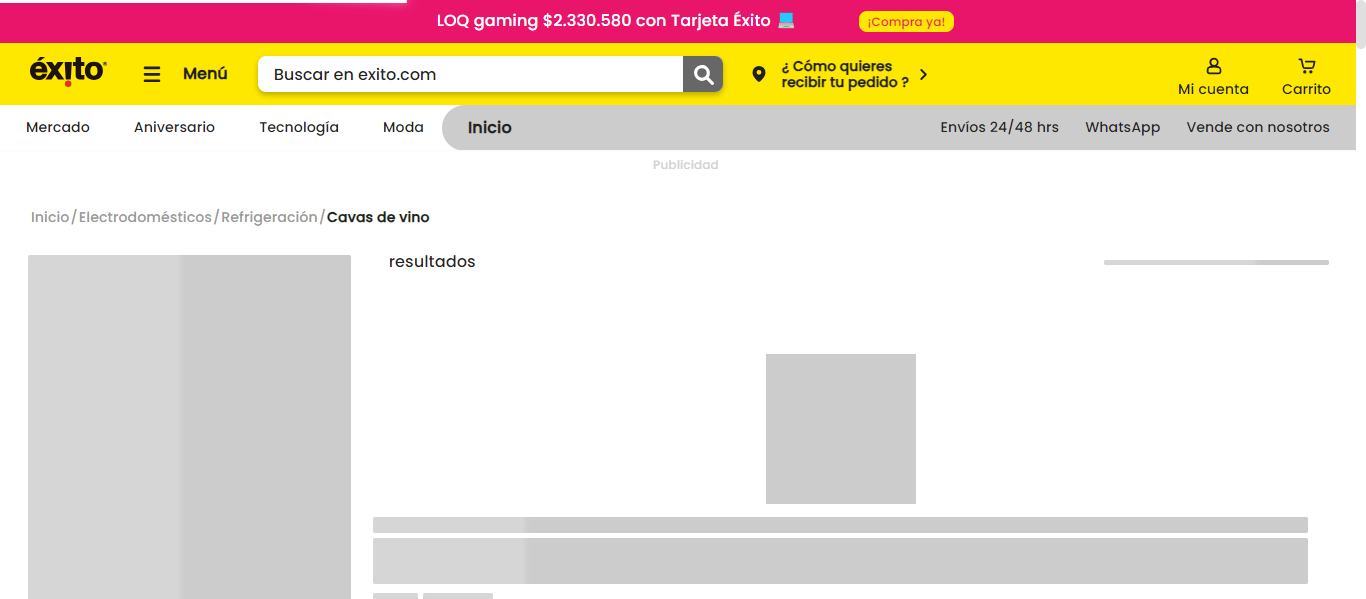 LOQ gaming $2.330.580 con Tarjeta Éxito 💻
¡Compra ya!
éxito
Menú
Buscar en exito.com
¿ Cómo quieres
recibir tu pedido ?
Mi cuenta
Carrito
Mercado
Aniversario
Tecnología
Moda
Inicio
Envíos 24/48 hrs
WhatsApp
Vende con nosotros
Publicidad
Inicio/Electrodomésticos/Refrigeración/Cavas de vino
resultados